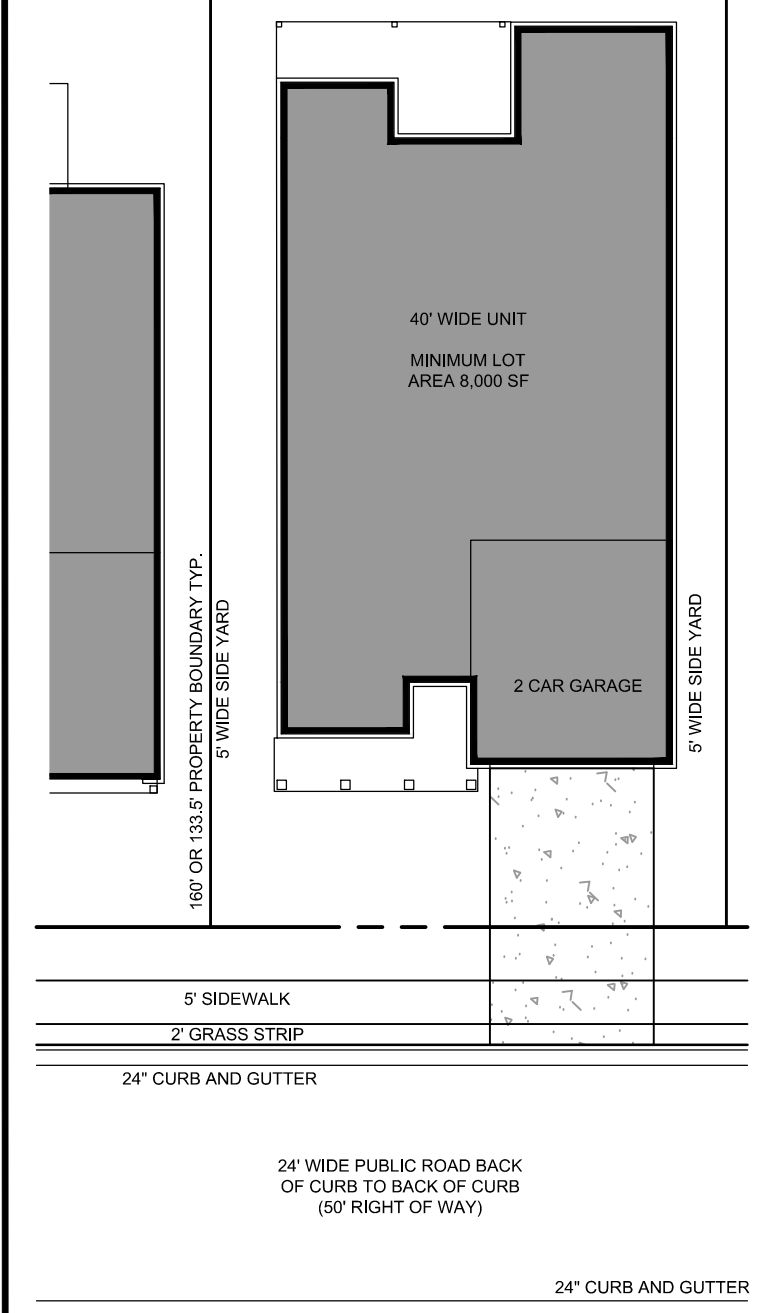 40' WIDE UNIT
MINIMUM LOT
AREA 8,000 SF
160' OR 133.5' PROPERTY BOUNDARY TYP.
5' WIDE SIDE YARD
5' WIDE SIDE YARD
2 CAR GARAGE
5' SIDEWALK
2' GRASS STRIP
24" CURB AND GUTTER
24' WIDE PUBLIC ROAD BACK
OF CURB TO BACK OF CURB
(50' RIGHT OF WAY)
24" CURB AND GUTTER